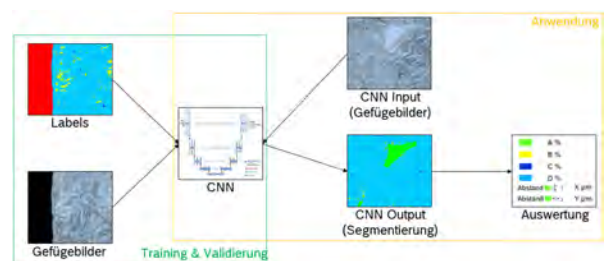 Anwendung
Labels
CNN
CNN Input
(Gefügebilder)
Gefügebilder
CNN Output
(Segmentierung)
A %
B %
C %
D %
Abstand
X µm
Abstand
Y µm
Auswertung
Training & Validierung